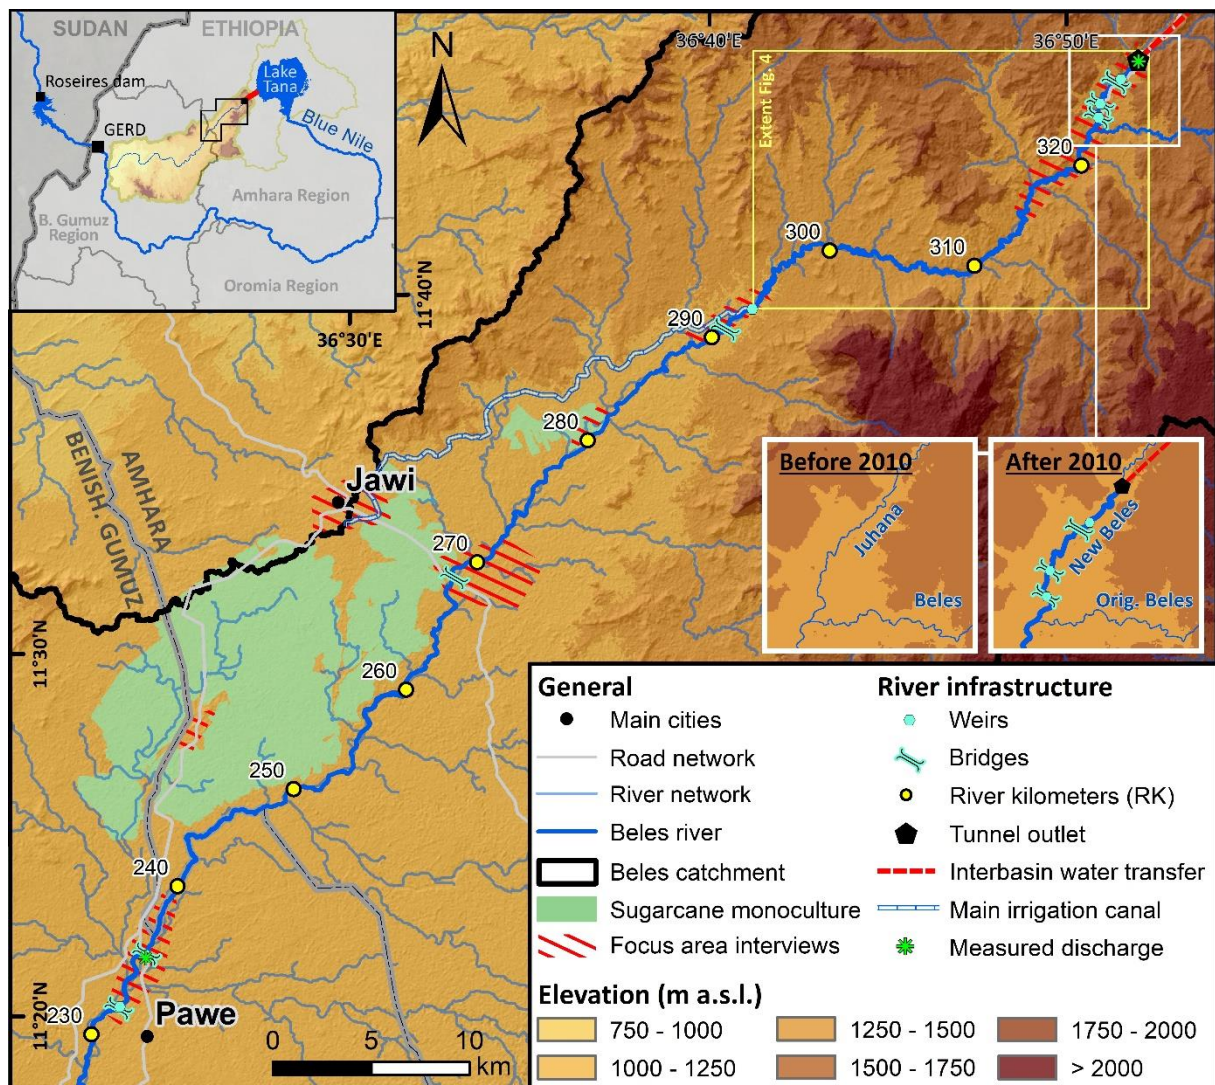 SUDAN
ETHIOPIA
Roseires dam
Lake
Tana
GERD
Blue Nile
Amhara Region
B. Gumuz
Region
Oromia Region
N
36°40'E
36°50'E
Extent Fig. 4
320
310
300
11°40'N
36°30'E
290
280
AMHARA
BENISH. GUMUZ
Jawi
270
Before 2010
Juhana
Beles
After 2010
New Beles
Orig. Beles
11°30'N
260
250
240
230
11°20'N
Pawe
0 5 10
km
General
Main cities
Road network
River network
Beles river
Beles catchment
Sugarcane monoculture
Focus area interviews
River infrastructure
Weirs
Bridges
River kilometers (RK)
Tunnel outlet
Interbasin water transfer
Main irrigation canal
Measured discharge
Elevation (m a.s.l.)
750 - 1000
1000 - 1250
1250 - 1500
1500 - 1750
1750 - 2000
> 2000